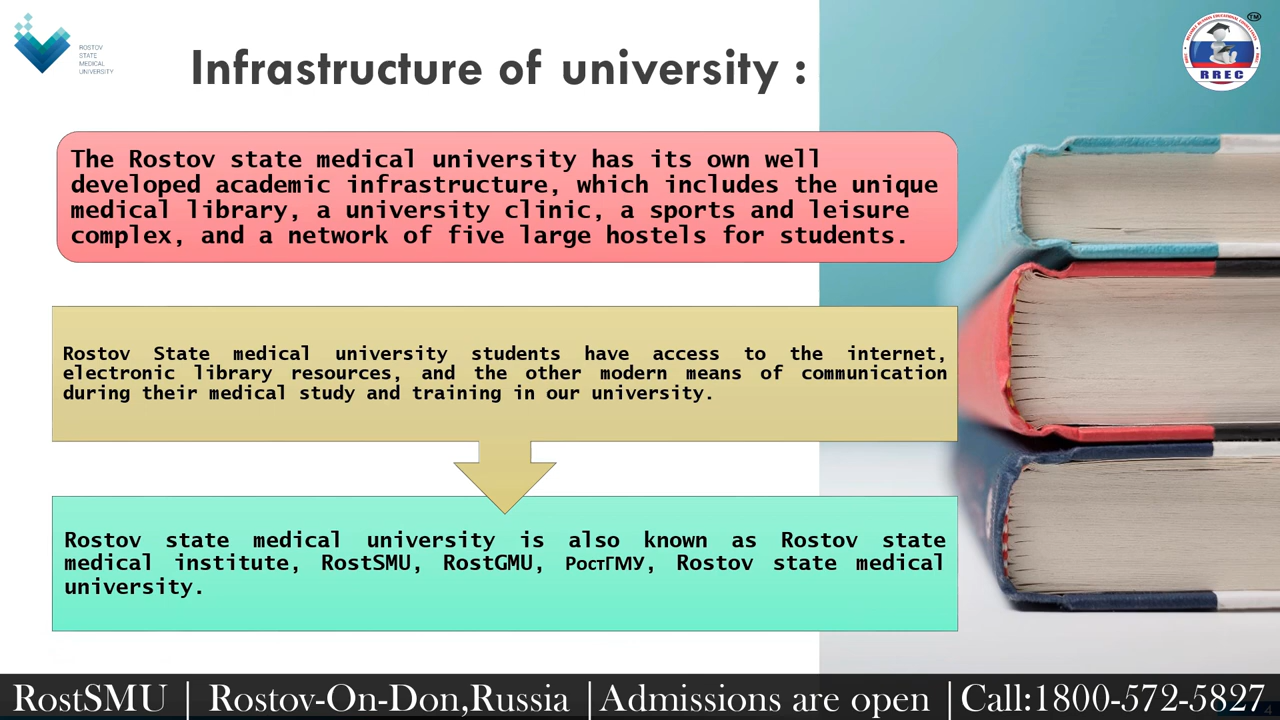 ROSTOV
STATE
MEDICAL
UNIVERSITY
Infrastructure of university :
TM
RREC
The Rostov state medical university has its own well
developed academic infrastructure, which includes the unique
medical library, a university clinic, a sports and leisure
complex, and a network of five large hostels for students.
Rostov State medical university students have access to the internet,
electronic library resources, and the other modern means of communication
during their medical study and training in our university.
Rostov state medical university is also known as Rostov state
medical institute, RostSMU, RostGMU, РостГМУ, Rostov state medical
university.
RostSMU | Rostov-On-Don,Russia |Admissions are open |Call:1800-572-5827
4